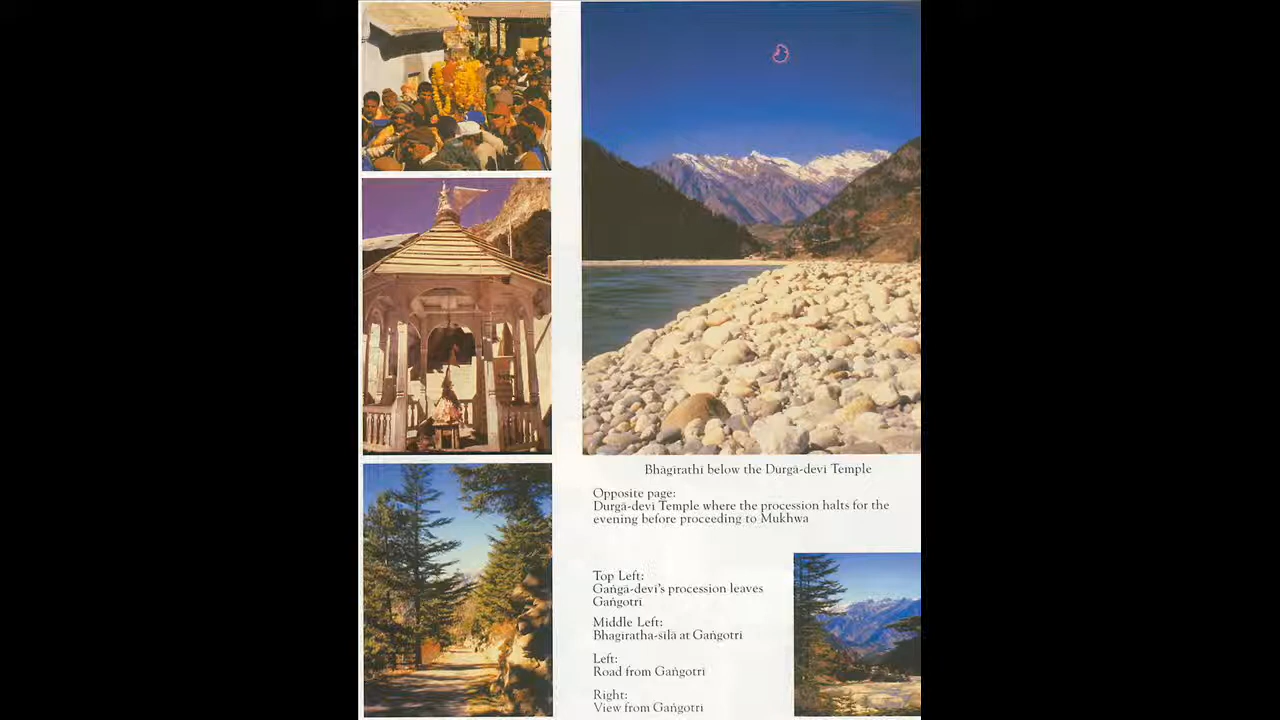 Bhāgīrathī below the Durgā-devī Temple
Opposite page:
Durgā-devī Temple where the procession halts for the
evening before proceeding to Mukhwa
Top Left:
Gaṅgā-devī's procession leaves
Gaṅgotrī
Middle Left:
Bhagīratha-śilā at Gaṅgotrī
Left:
Road from Gaṅgotrī
Right:
View from Gaṅgotrī